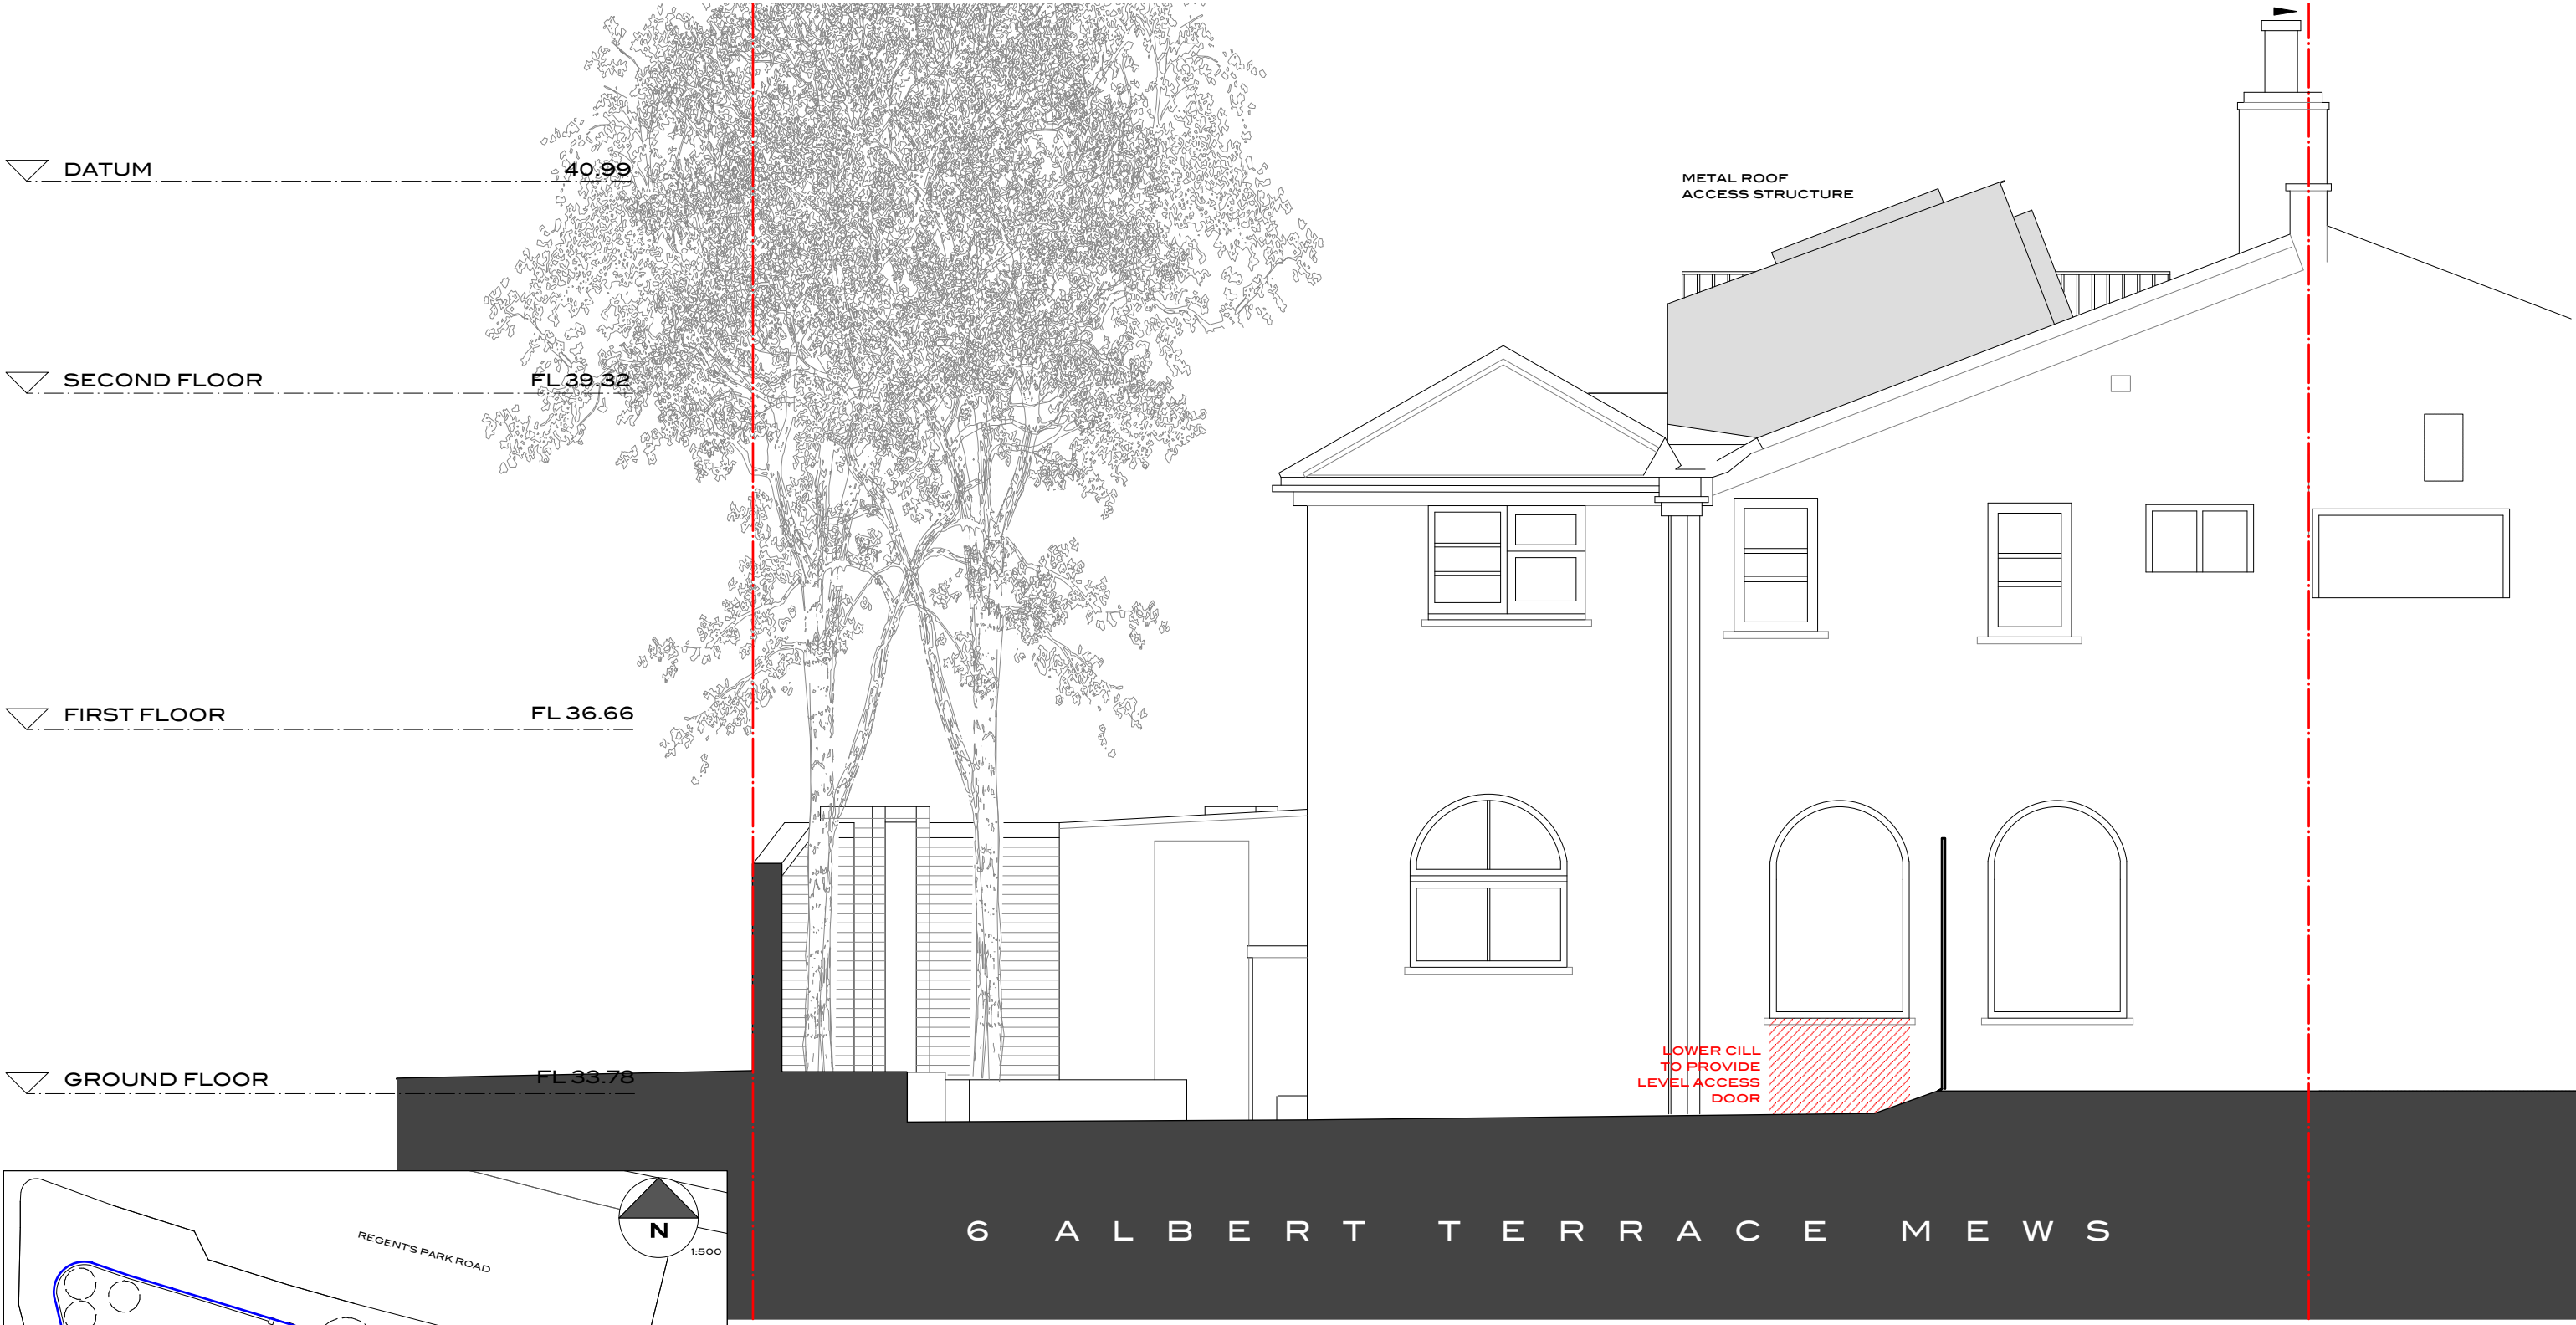 DATUM 40.99
METAL ROOF
ACCESS STRUCTURE
SECOND FLOOR FL 39.32
FIRST FLOOR FL 36.66
LOWER CILL
TO PROVIDE
LEVEL ACCESS
DOOR
GROUND FLOOR FL 33.78
6 ALBERT TERRACE MEWS
N
1:500
REGENT'S PARK ROAD